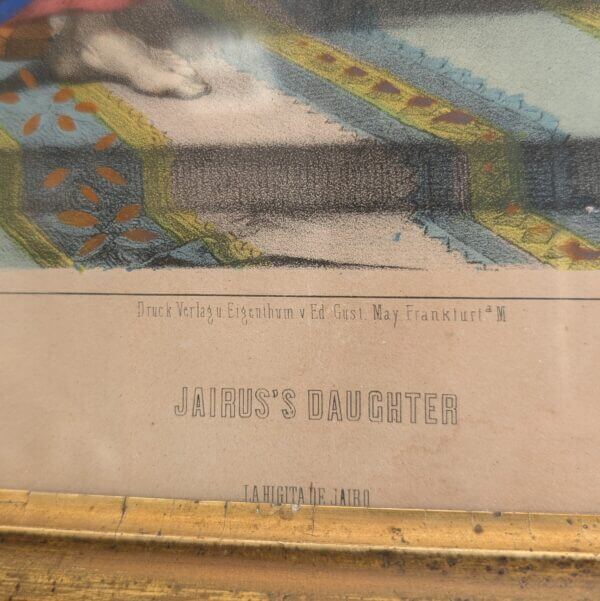 Druck Verlag u. Eigenthum v Ed. Gust. May Frankfurt a M
JAIRUS'S DAUGHTER
LA HIGITA DE JAIRO